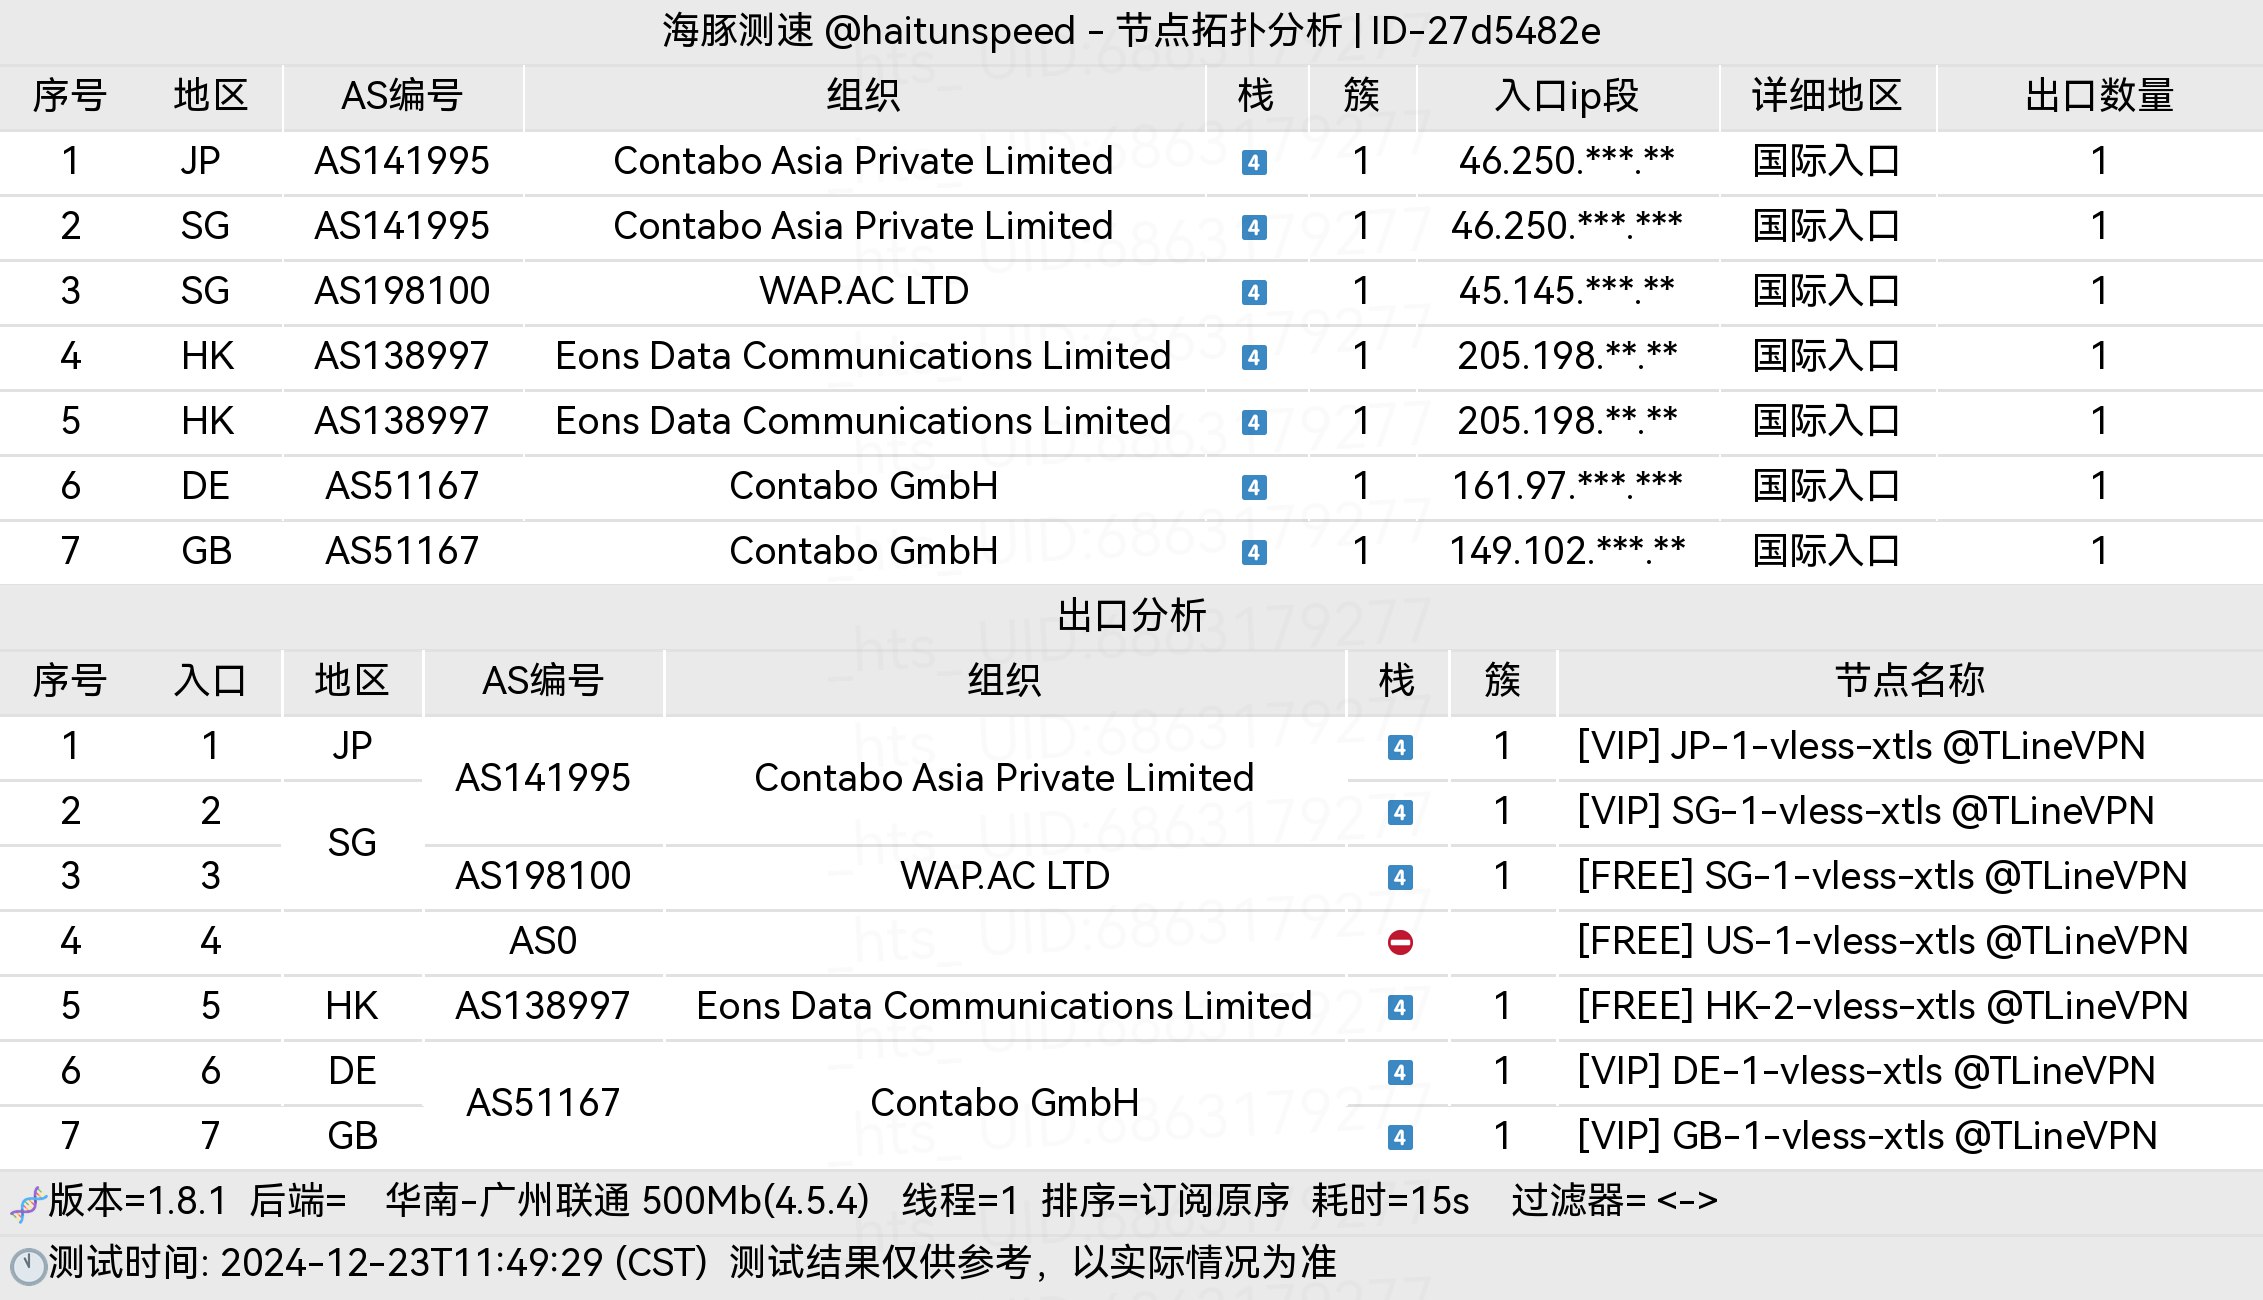 海豚测速 @haitunspeed - 节点拓扑分析 | ID-27d5482e
序号 地区 AS编号 组织 栈 簇 入口ip段 详细地区 出口数量
1 JP AS141995 Contabo Asia Private Limited 4 1 46.250.***.** 国际入口 1
2 SG AS141995 Contabo Asia Private Limited 4 1 46.250.***.*** 国际入口 1
3 SG AS198100 WAP.AC LTD 4 1 45.145.***.** 国际入口 1
4 HK AS138997 Eons Data Communications Limited 4 1 205.198.**.** 国际入口 1
5 HK AS138997 Eons Data Communications Limited 4 1 205.198.**.** 国际入口 1
6 DE AS51167 Contabo GmbH 4 1 161.97.***.*** 国际入口 1
7 GB AS51167 Contabo GmbH 4 1 149.102.***.** 国际入口 1
出口分析
序号 入口 地区 AS编号 组织 栈 簇 节点名称
1 1 JP AS141995 Contabo Asia Private Limited 4 1 [VIP] JP-1-vless-xtls @TLineVPN
2 2 SG 4 1 [VIP] SG-1-vless-xtls @TLineVPN
3 3 AS198100 WAP.AC LTD 4 1 [FREE] SG-1-vless-xtls @TLineVPN
4 4 AS0 [FREE] US-1-vless-xtls @TLineVPN
5 5 HK AS138997 Eons Data Communications Limited 4 1 [FREE] HK-2-vless-xtls @TLineVPN
6 6 DE AS51167 Contabo GmbH 4 1 [VIP] DE-1-vless-xtls @TLineVPN
7 7 GB 4 1 [VIP] GB-1-vless-xtls @TLineVPN
版本=1.8.1 后端= 华南-广州联通 500Mb(4.5.4) 线程=1 排序=订阅原序 耗时=15s 过滤器= <->
测试时间: 2024-12-23T11:49:29 (CST) 测试结果仅供参考，以实际情况为准
_hts_ UID:6863179277